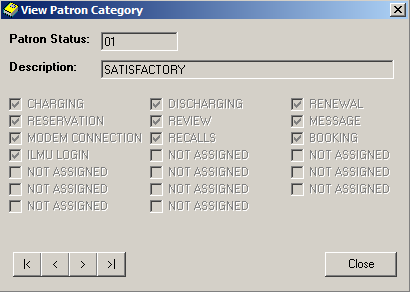 View Patron Category
Patron Status: 01
Description: SATISFACTORY
CHARGING DISCHARGING RENEWAL
RESERVATION REVIEW MESSAGE
MODEM CONNECTION RECALLS BOOKING
ILMU LOGIN NOT ASSIGNED NOT ASSIGNED
NOT ASSIGNED NOT ASSIGNED NOT ASSIGNED
NOT ASSIGNED NOT ASSIGNED NOT ASSIGNED
NOT ASSIGNED NOT ASSIGNED
|< < > >| Close